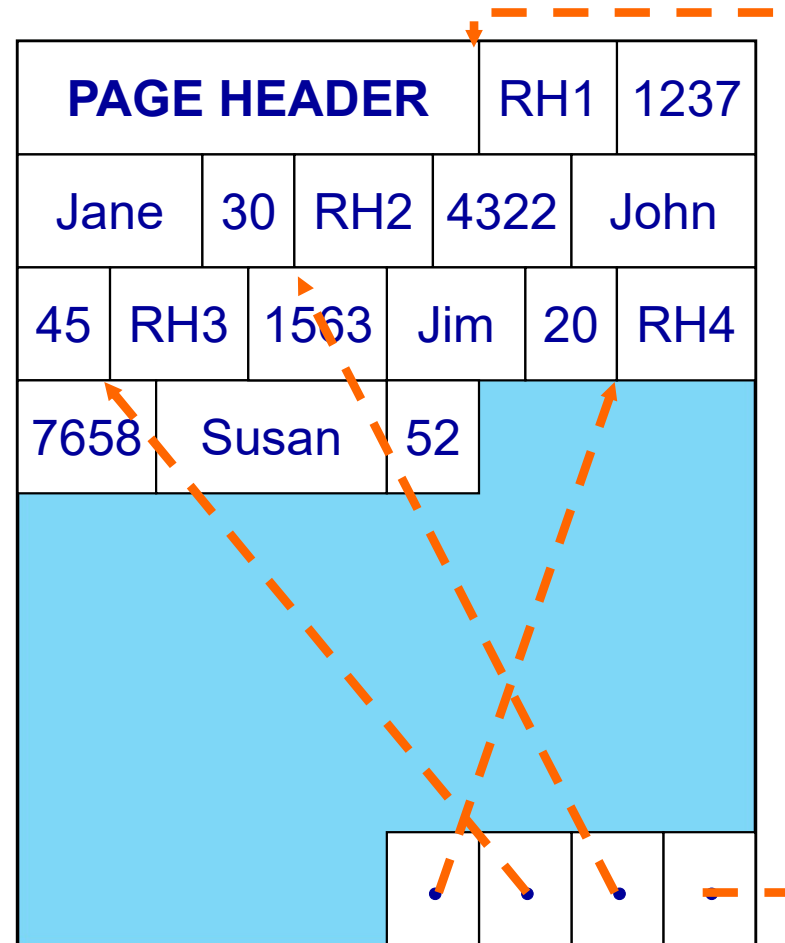 PAGE HEADER RH1 1237
Jane 30 RH2 4322 John
45 RH3 1563 Jim 20 RH4
7658 Susan 52